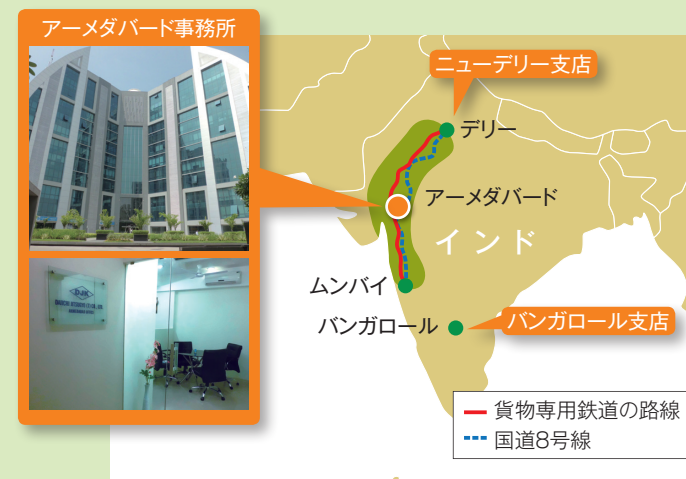 アーメダバード事務所
DJK
ニューデリー支店
デリー
アーメダバード
インド
ムンバイ
バンガロール
バンガロール支店
貨物専用鉄道の路線
国道8号線